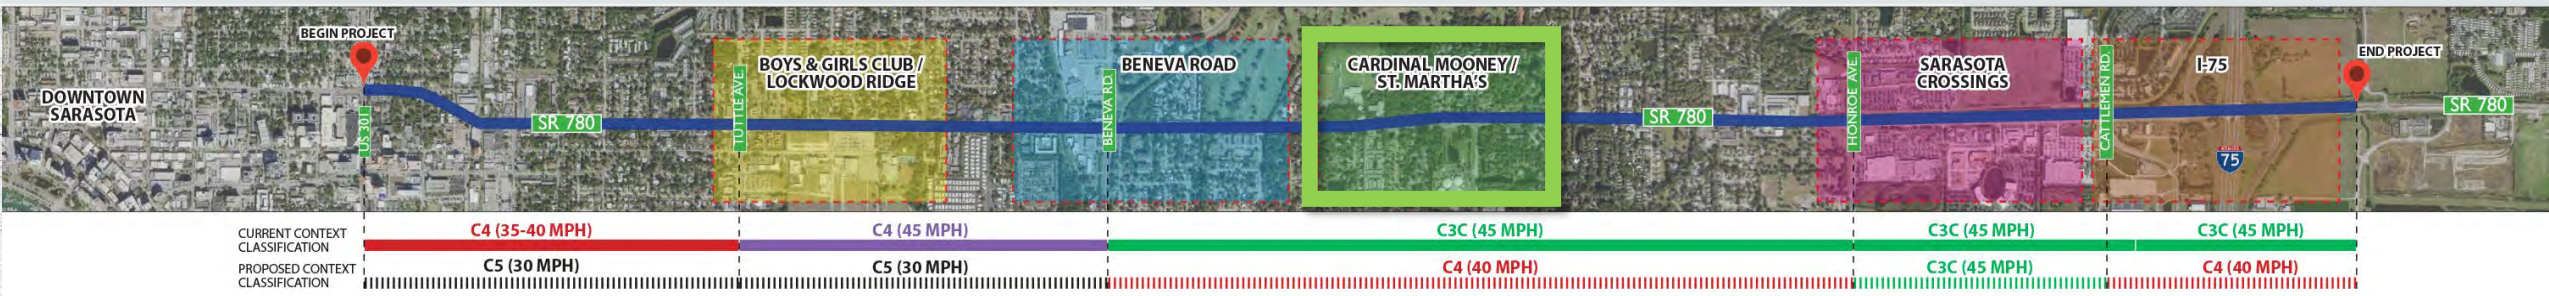 BEGIN PROJECT
DOWNTOWN
SARASOTA
US 301
SR 780
TUTTLE AVE.
BOYS & GIRLS CLUB /
LOCKWOOD RIDGE
BENEVA RD.
BENEVA ROAD
CARDINAL MOONEY /
ST. MARTHA'S
SR 780
HONROE AVE.
SARASOTA
CROSSINGS
CATTLEMEN RD.
I-75
75
END PROJECT
SR 780
CURRENT CONTEXT
CLASSIFICATION
C4 (35-40 MPH)
C4 (45 MPH)
C3C (45 MPH)
C3C (45 MPH)
C3C (45 MPH)
PROPOSED CONTEXT
CLASSIFICATION
C5 (30 MPH)
C5 (30 MPH)
C4 (40 MPH)
C3C (45 MPH)
C4 (40 MPH)